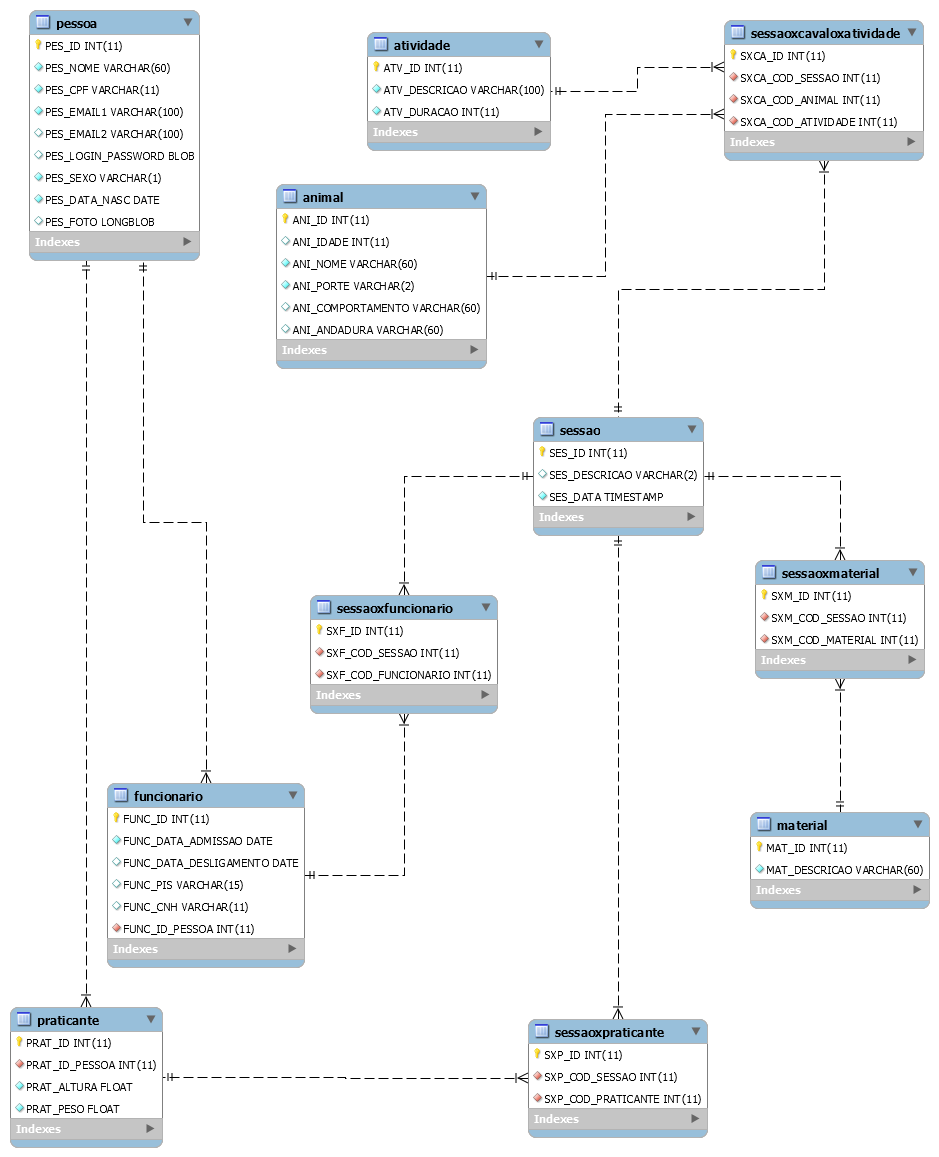 pessoa
PES_ID INT(11)
PES_NOME VARCHAR(60)
PES_CPF VARCHAR(11)
PES_EMAIL1 VARCHAR(100)
PES_EMAIL2 VARCHAR(100)
PES_LOGIN_PASSWORD BLOB
PES_SEXO VARCHAR(1)
PES_DATA_NASC DATE
PES_FOTO LONGBLOB
Indexes
atividade
ATV_ID INT(11)
ATV_DESCRICAO VARCHAR(100)
ATV_DURACAO INT(11)
Indexes
sessaoxcavaloxatividade
SXCA_ID INT(11)
SXCA_COD_SESSAO INT(11)
SXCA_COD_ANIMAL INT(11)
SXCA_COD_ATIVIDADE INT(11)
Indexes
animal
ANI_ID INT(11)
ANI_IDADE INT(11)
ANI_NOME VARCHAR(60)
ANI_PORTE VARCHAR(2)
ANI_COMPORTAMENTO VARCHAR(60)
ANI_ANDADURA VARCHAR(60)
Indexes
sessao
SES_ID INT(11)
SES_DESCRICAO VARCHAR(2)
SES_DATA TIMESTAMP
Indexes
sessaoxfuncionario
SXF_ID INT(11)
SXF_COD_SESSAO INT(11)
SXF_COD_FUNCIONARIO INT(11)
Indexes
sessaoxmaterial
SXM_ID INT(11)
SXM_COD_SESSAO INT(11)
SXM_COD_MATERIAL INT(11)
Indexes
funcionario
FUNC_ID INT(11)
FUNC_DATA_ADMISSAO DATE
FUNC_DATA_DESLIGAMENTO DATE
FUNC_PIS VARCHAR(15)
FUNC_CNH VARCHAR(11)
FUNC_ID_PESSOA INT(11)
Indexes
material
MAT_ID INT(11)
MAT_DESCRICAO VARCHAR(60)
Indexes
praticante
PRAT_ID INT(11)
PRAT_ID_PESSOA INT(11)
PRAT_ALTURA FLOAT
PRAT_PESO FLOAT
Indexes
sessaoxpraticante
SXP_ID INT(11)
SXP_COD_SESSAO INT(11)
SXP_COD_PRATICANTE INT(11)
Indexes